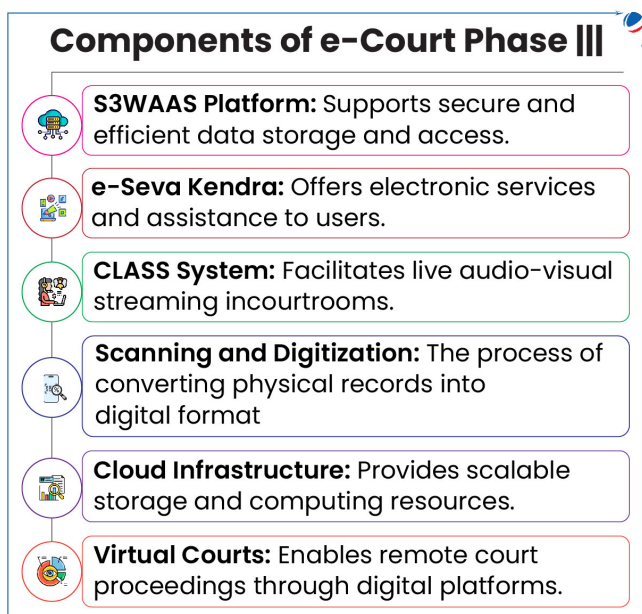 Components of e-Court Phase |||
S3WAAS Platform: Supports secure and
efficient data storage and access.
e-Seva Kendra: Offers electronic services
and assistance to users.
CLASS System: Facilitates live audio-visual
streaming incourtrooms.
Scanning and Digitization: The process of
converting physical records into
digital format
Cloud Infrastructure: Provides scalable
storage and computing resources.
Virtual Courts: Enables remote court
proceedings through digital platforms.